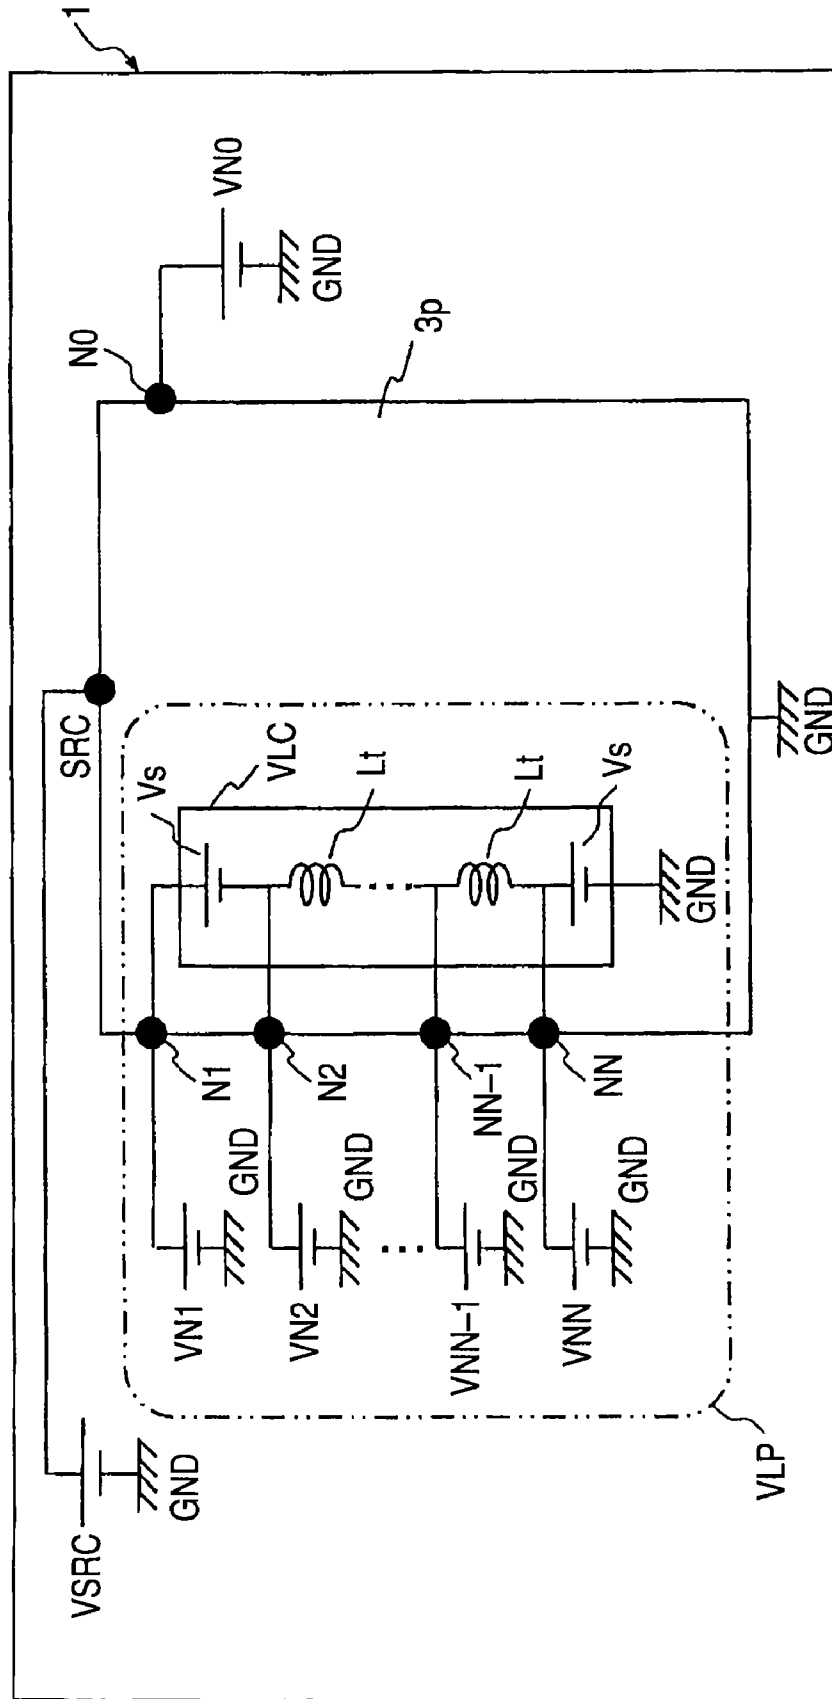 1
VSRC
GND
SRC
N0
VN0
GND
3p
Vs
VLC
Lt
Lt
Vs
GND
N1
N2
NN-1
NN
VN1
GND
VN2
GND
...
...
VNN-1
GND
VNN
GND
VLP
GND